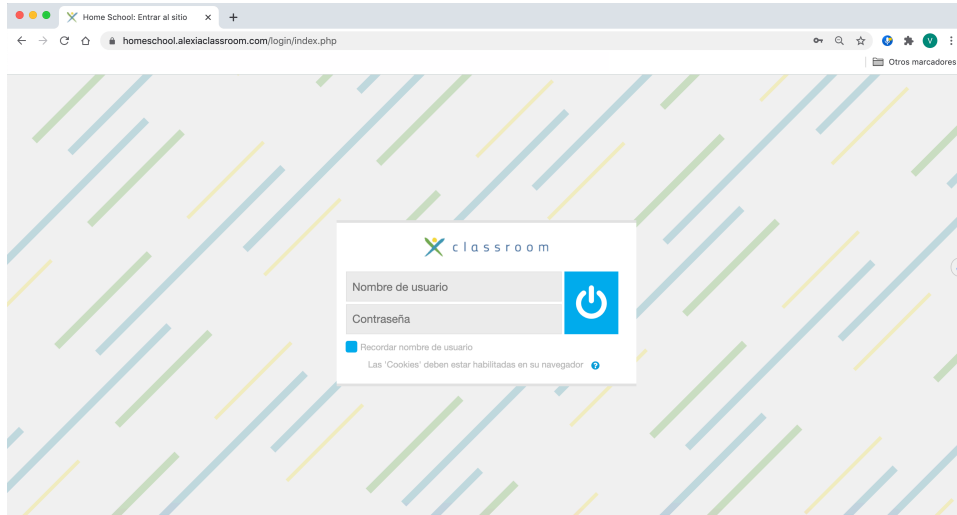 Home School: Entrar al sitio
homeschool.alexiaclassroom.com/login/index.php
V
Otros marcadores
classroom
Nombre de usuario
Contraseña
Recordar nombre de usuario
Las 'Cookies' deben estar habilitadas en su navegador